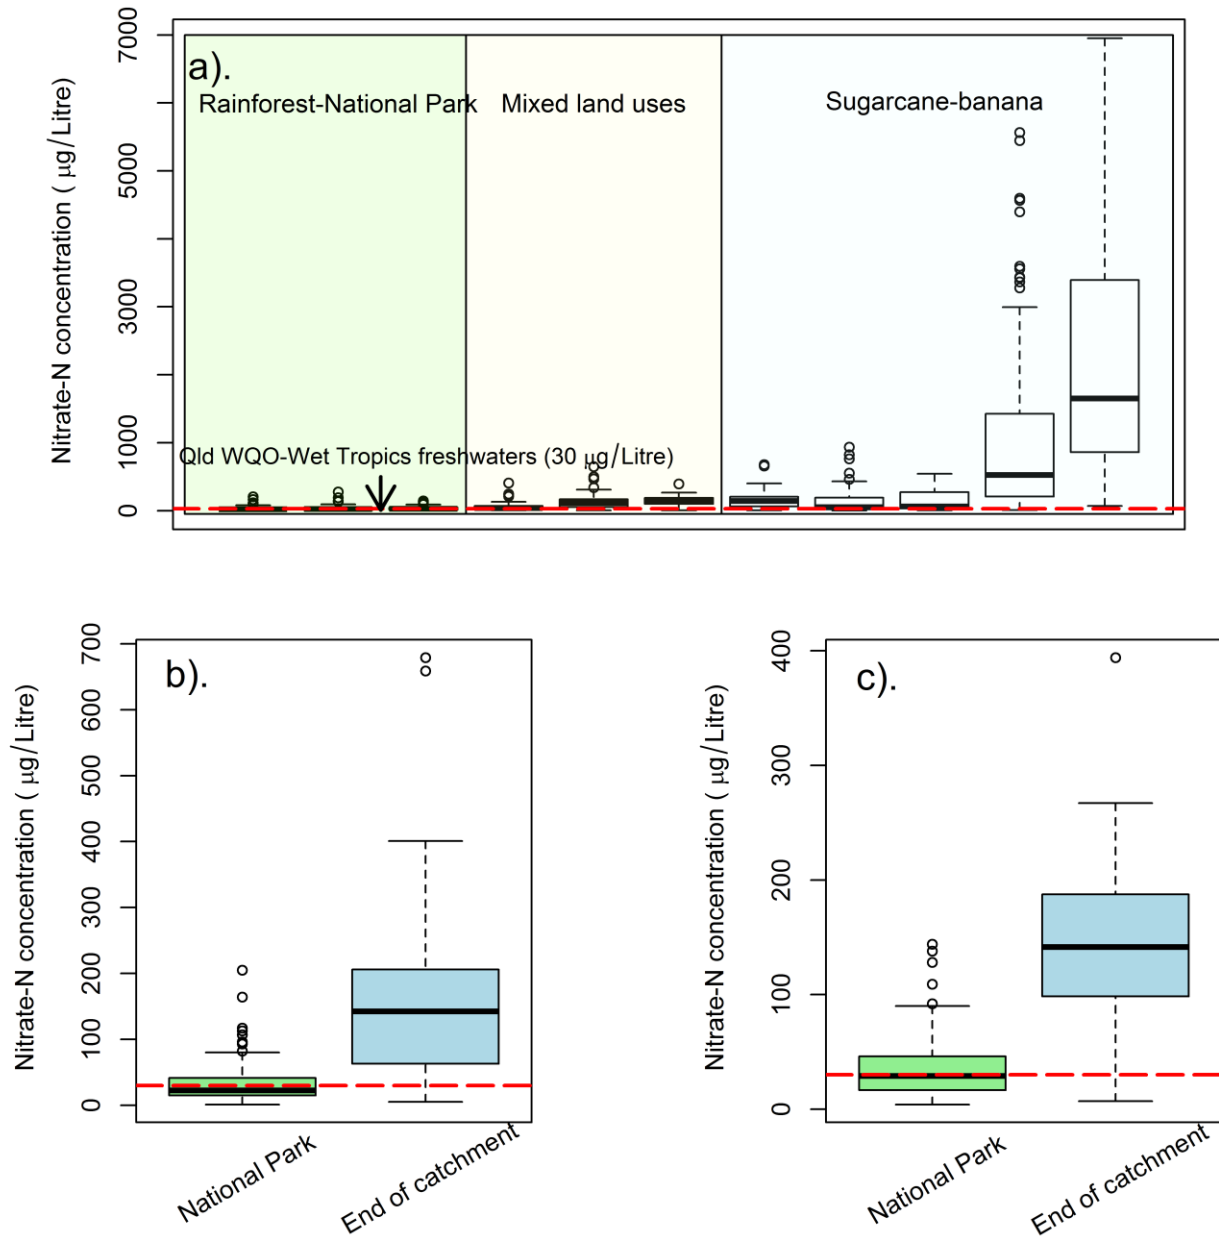 a).
Rainforest-National Park
Mixed land uses
Sugarcane-banana
Qld WQO-Wet Tropics freshwaters (30 μg/Litre)
Nitrate-N concentration ( μg/Litre)
7000
5000
3000
1000
0
b).
Nitrate-N concentration ( μg/Litre)
700
600
500
400
300
200
100
0
National Park
End of catchment
c).
Nitrate-N concentration ( μg/Litre)
400
300
200
100
0
National Park
End of catchment